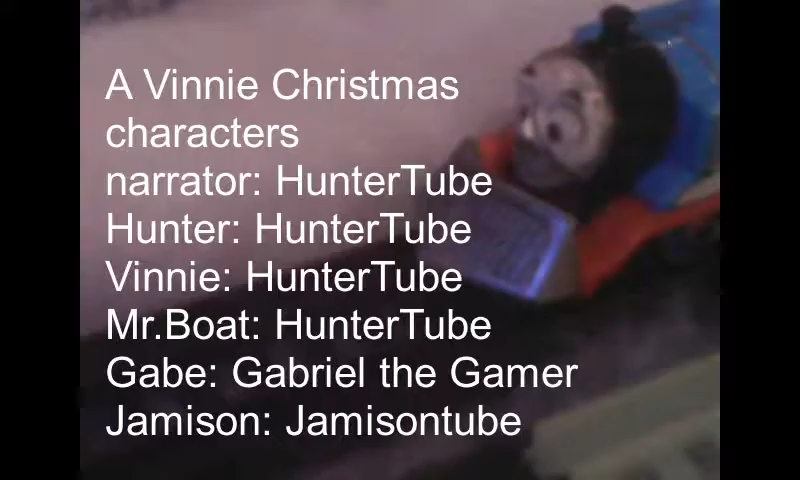 A Vinnie Christmas
characters
narrator: HunterTube
Hunter: HunterTube
Vinnie: HunterTube
Mr.Boat: HunterTube
Gabe: Gabriel the Gamer
Jamison: Jamisontube